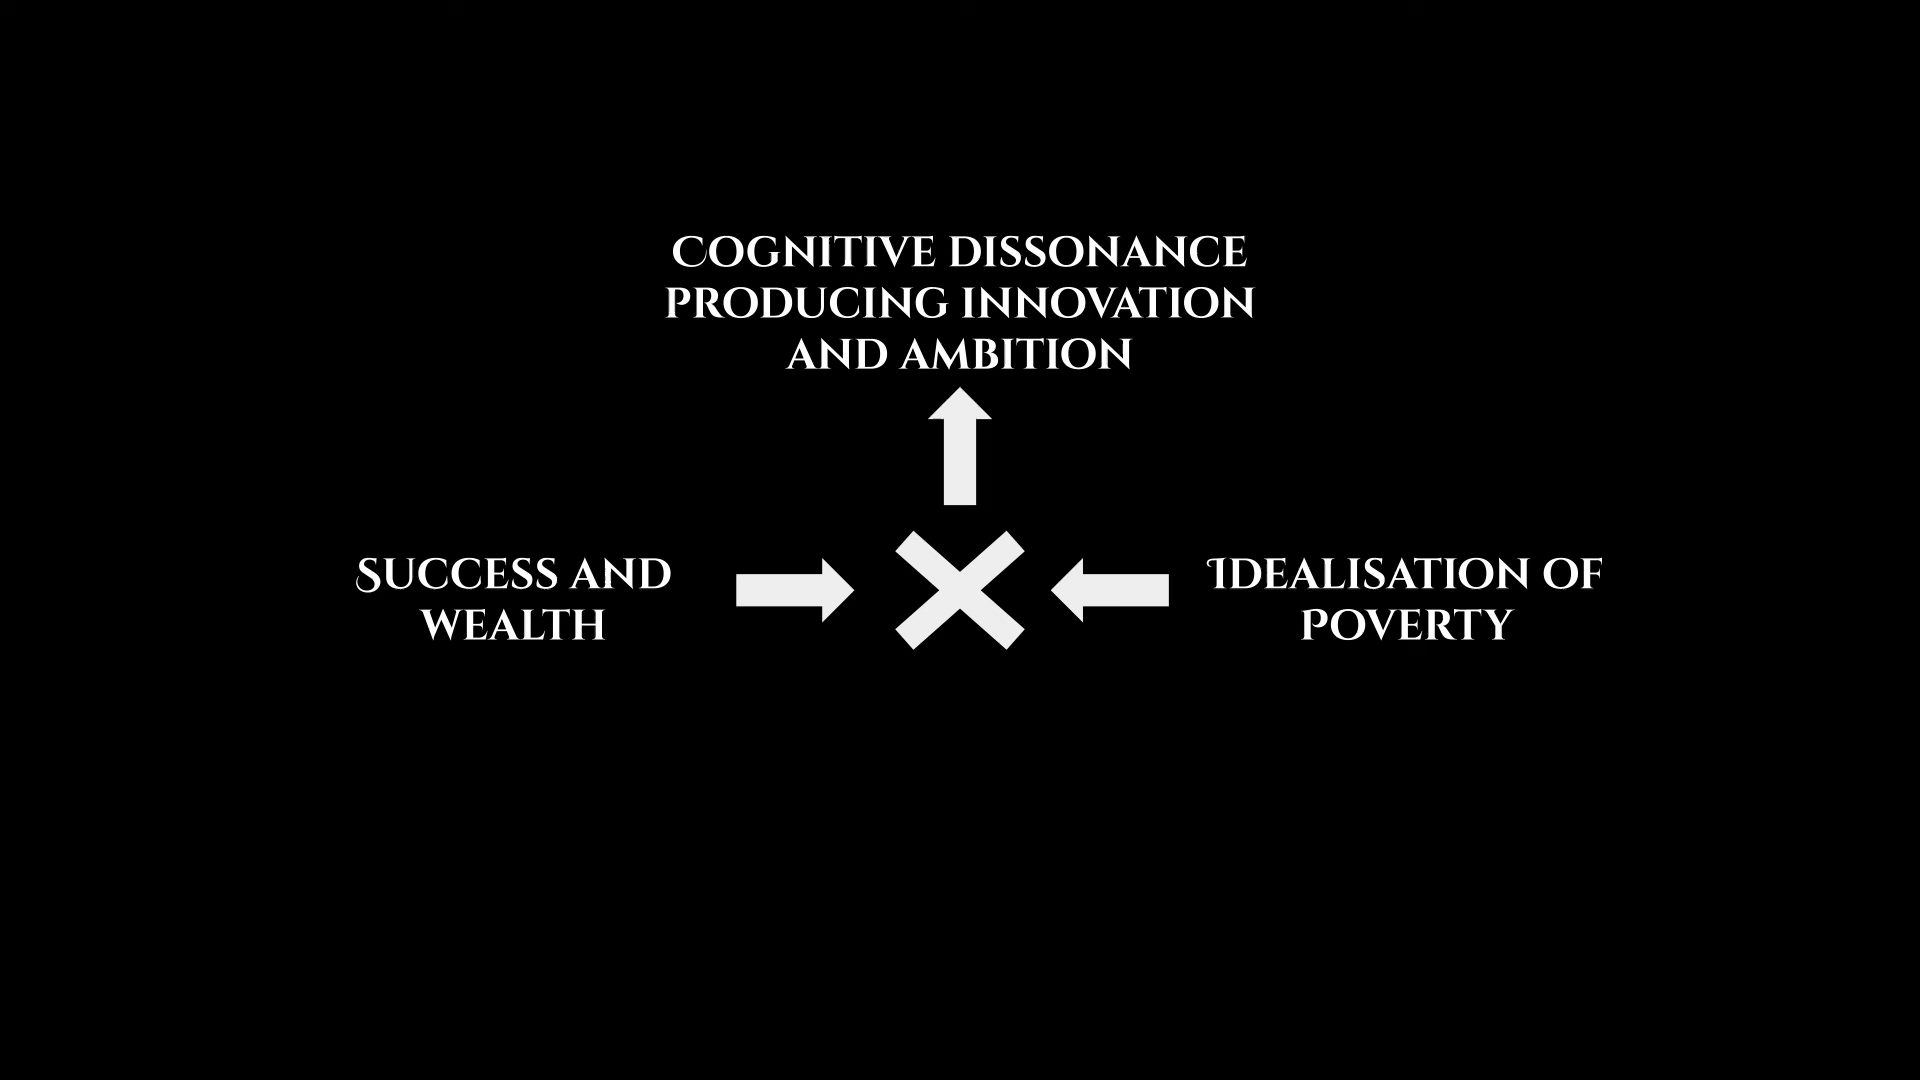 Cognitive dissonance
producing innovation
and ambition
Success and
wealth
Idealisation of
Poverty